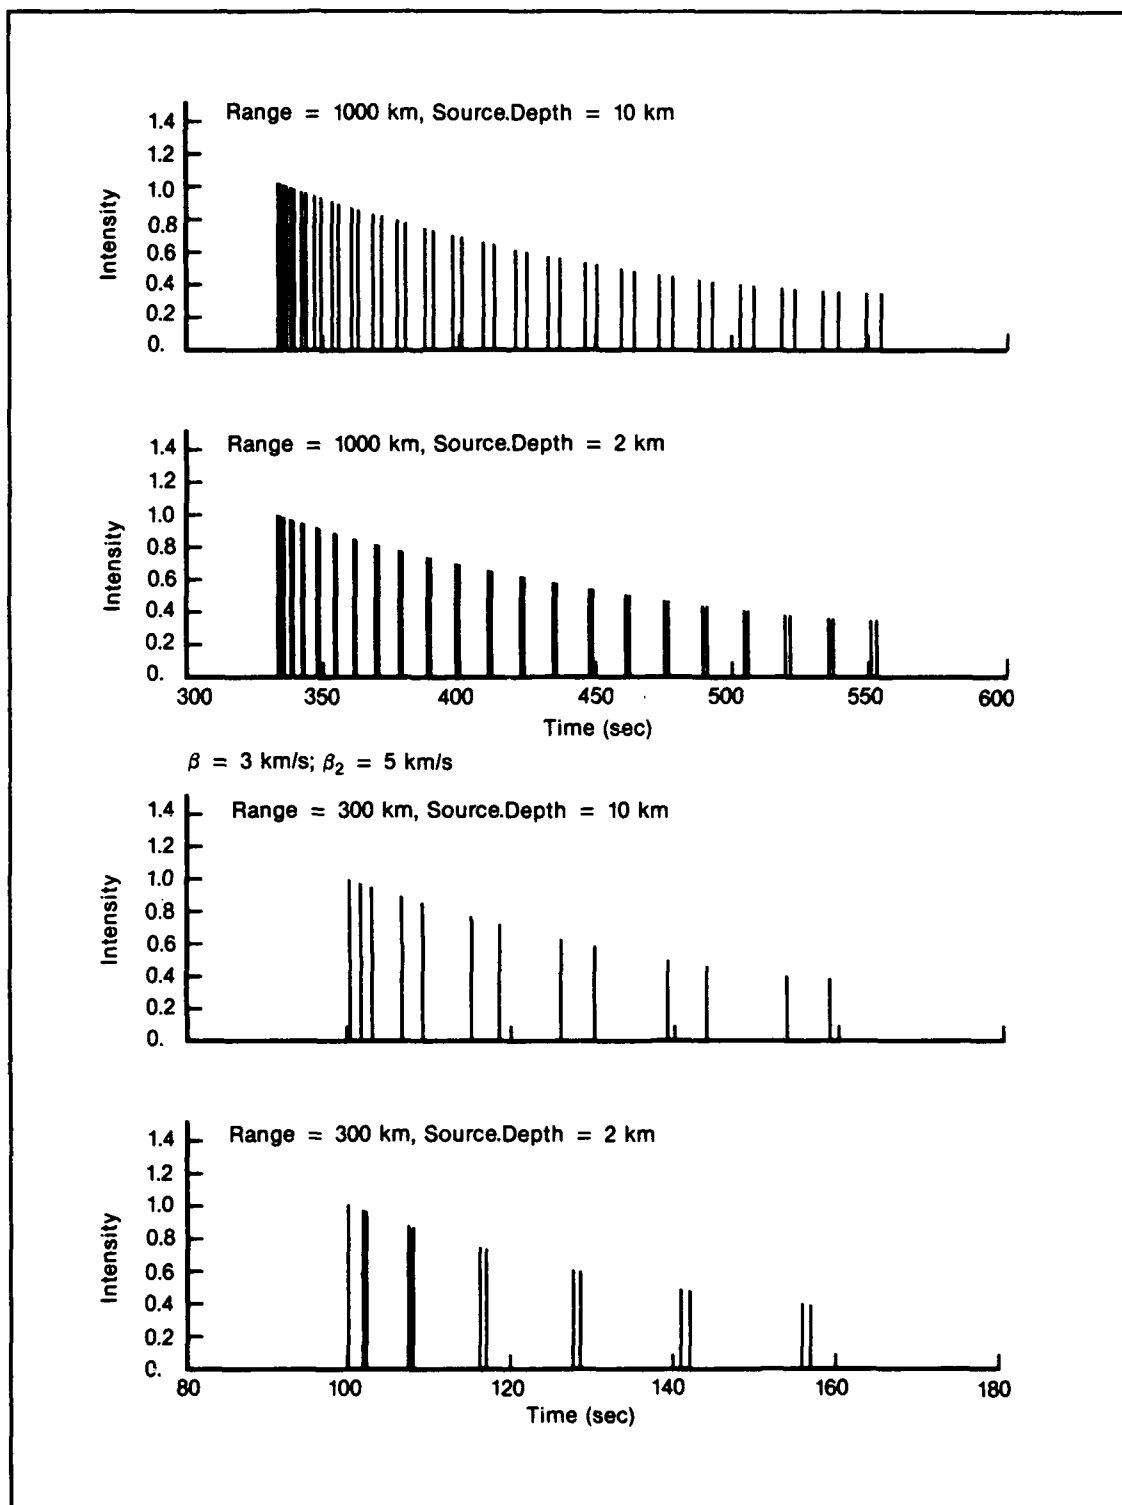 Range = 1000 km, Source.Depth = 10 km
Intensity
1.4
1.2
1.0
0.8
0.6
0.4
0.2
0.
Range = 1000 km, Source.Depth = 2 km
Intensity
1.4
1.2
1.0
0.8
0.6
0.4
0.2
0.
300 350 400 450 500 550 600
Time (sec)
β = 3 km/s; β₂ = 5 km/s
Range = 300 km, Source.Depth = 10 km
Intensity
1.4
1.2
1.0
0.8
0.6
0.4
0.2
0.
Range = 300 km, Source.Depth = 2 km
Intensity
1.4
1.2
1.0
0.8
0.6
0.4
0.2
0.
80 100 120 140 160 180
Time (sec)